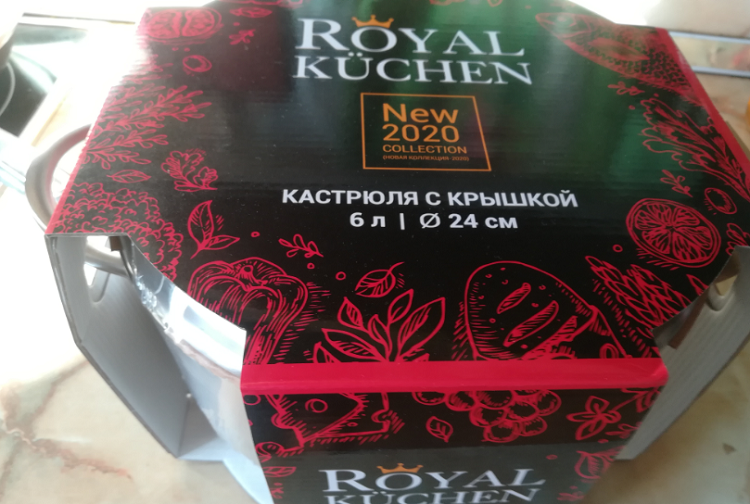 ROYAL
KÜCHEN
New
2020
COLLECTION
(НОВАЯ КОЛЛЕКЦИЯ 2020)
КАСТРЮЛЯ С КРЫШКОЙ
6 л | Ø 24 см
ROYAL
KÜCHEN